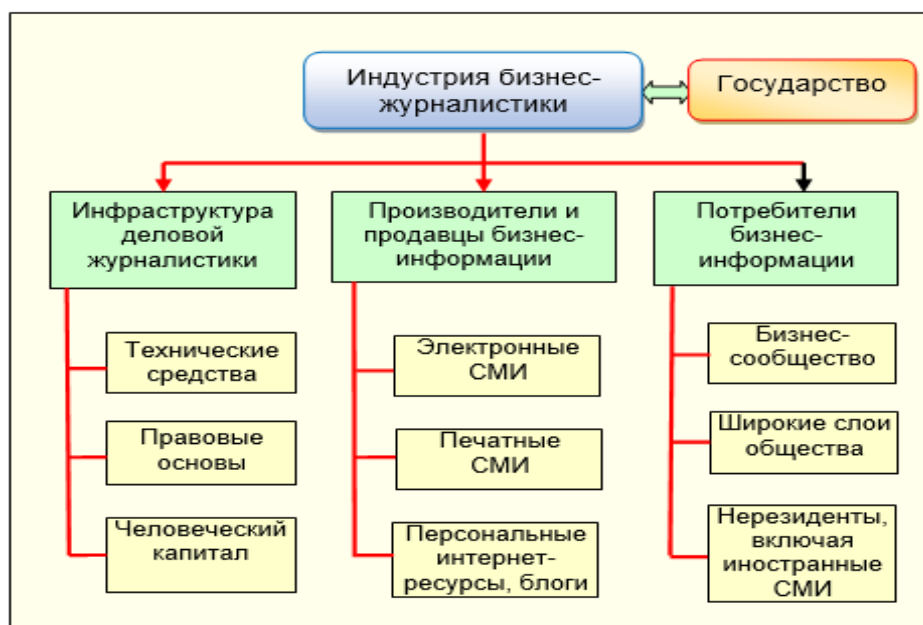 Индустрия бизнес-
журналистики
Государство
Инфраструктура
деловой
журналистики
Производители и
продавцы бизнес-
информации
Потребители
бизнес-
информации
Технические
средства
Электронные
СМИ
Бизнес-
сообщество
Правовые
основы
Печатные
СМИ
Широкие слои
общества
Человеческий
капитал
Персональные
интернет-
ресурсы, блоги
Нерезиденты,
включая
иностранные
СМИ